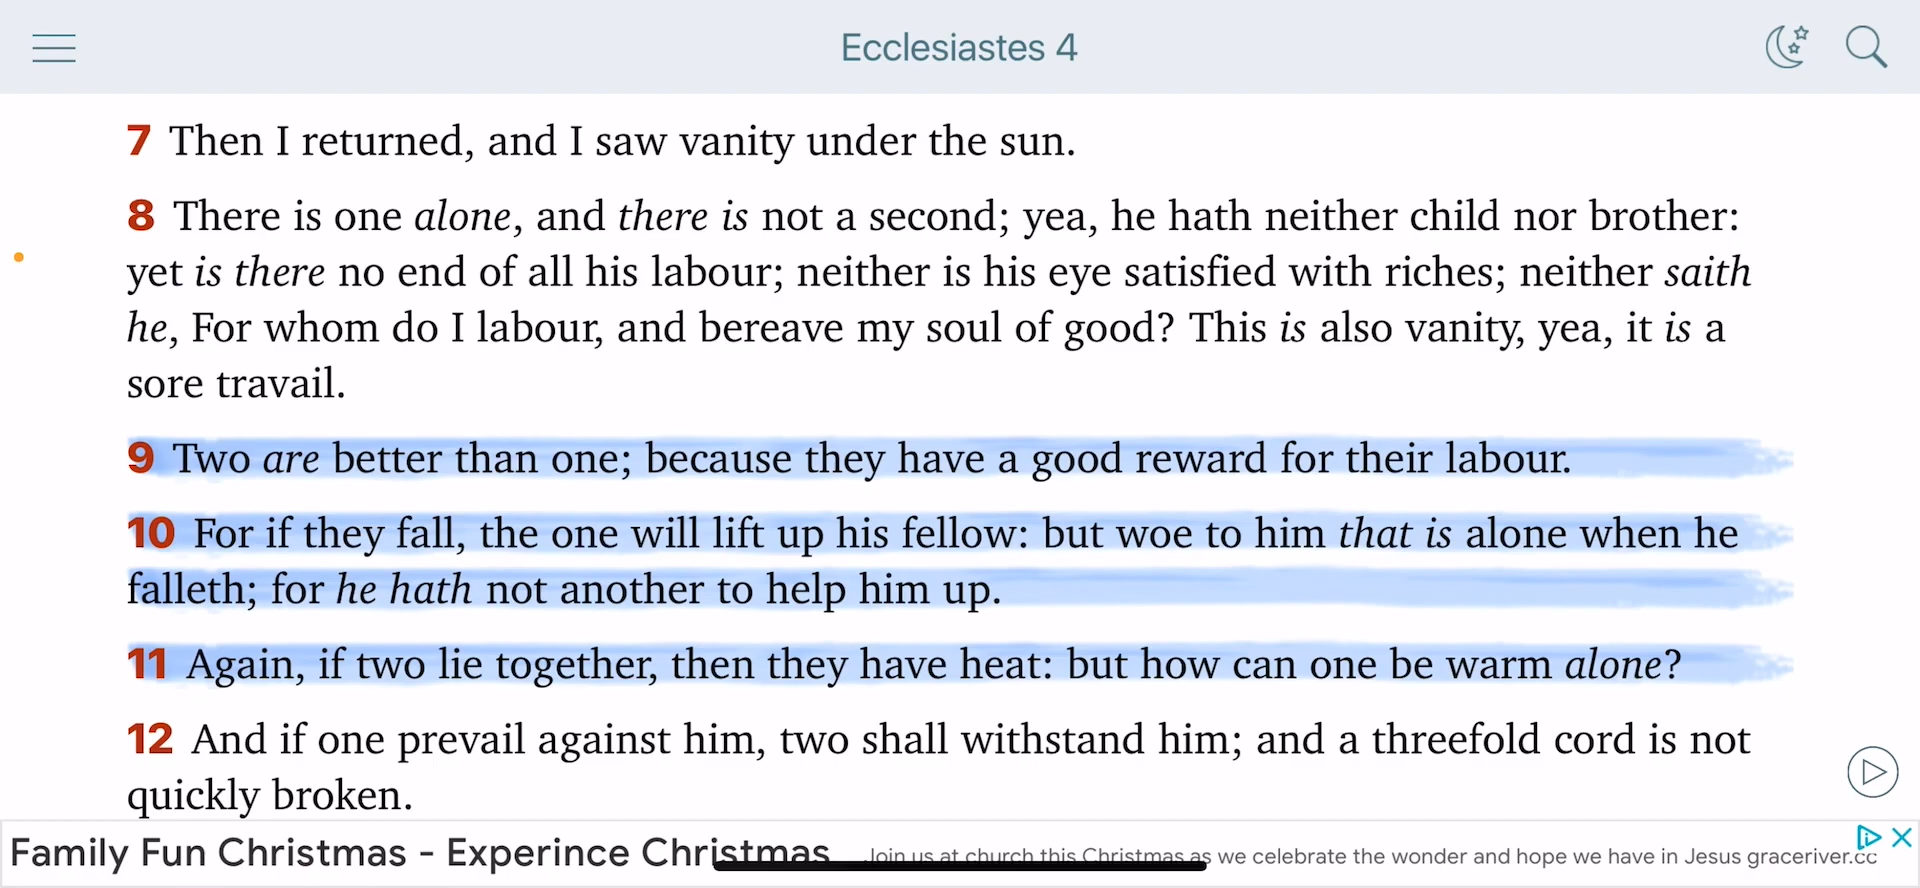 Ecclesiastes 4
7 Then I returned, and I saw vanity under the sun.
8 There is one alone, and there is not a second; yea, he hath neither child nor brother:
yet is there no end of all his labour; neither is his eye satisfied with riches; neither saith
he, For whom do I labour, and bereave my soul of good? This is also vanity, yea, it is a
sore travail.
9 Two are better than one; because they have a good reward for their labour.
10 For if they fall, the one will lift up his fellow: but woe to him that is alone when he
falleth; for he hath not another to help him up.
11 Again, if two lie together, then they have heat: but how can one be warm alone?
12 And if one prevail against him, two shall withstand him; and a threefold cord is not
quickly broken.
Family Fun Christmas - Experince Christmas Join us at church this Christmas as we celebrate the wonder and hope we have in Jesus graceriver.cc